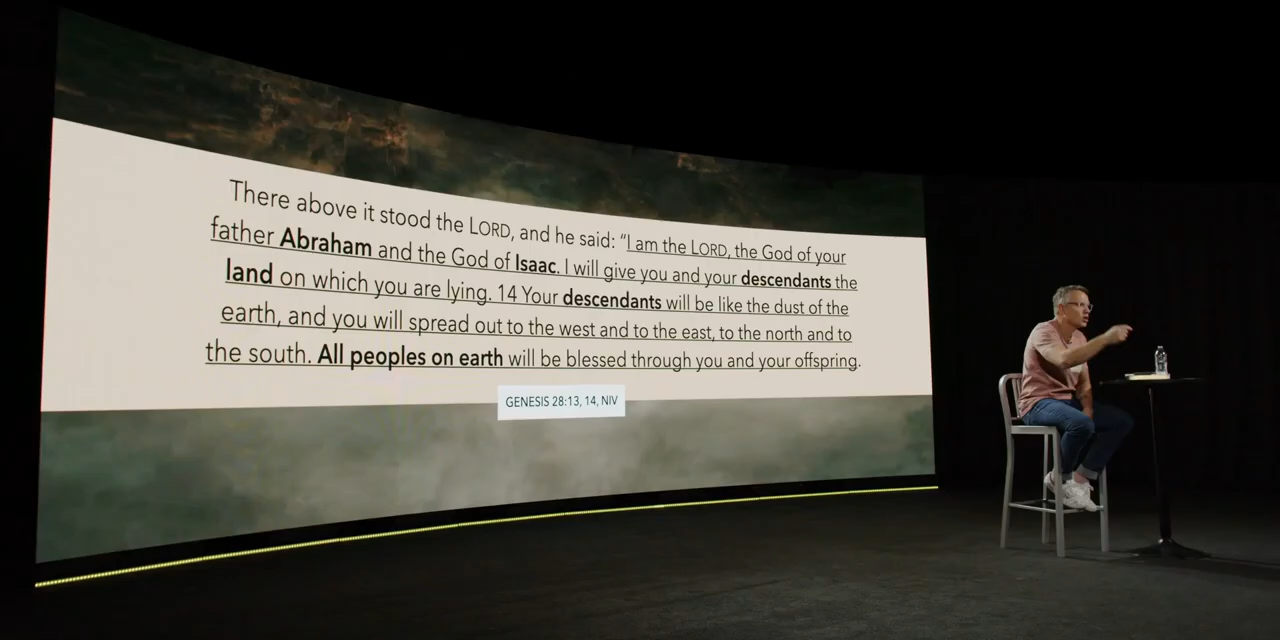 There above it stood the LORD, and he said: “I am the LORD, the God of your
father Abraham and the God of Isaac. I will give you and your descendants the
land on which you are lying. 14 Your descendants will be like the dust of the
earth, and you will spread out to the west and to the east, to the north and to
the south. All peoples on earth will be blessed through you and your offspring.
GENESIS 28:13, 14, NIV